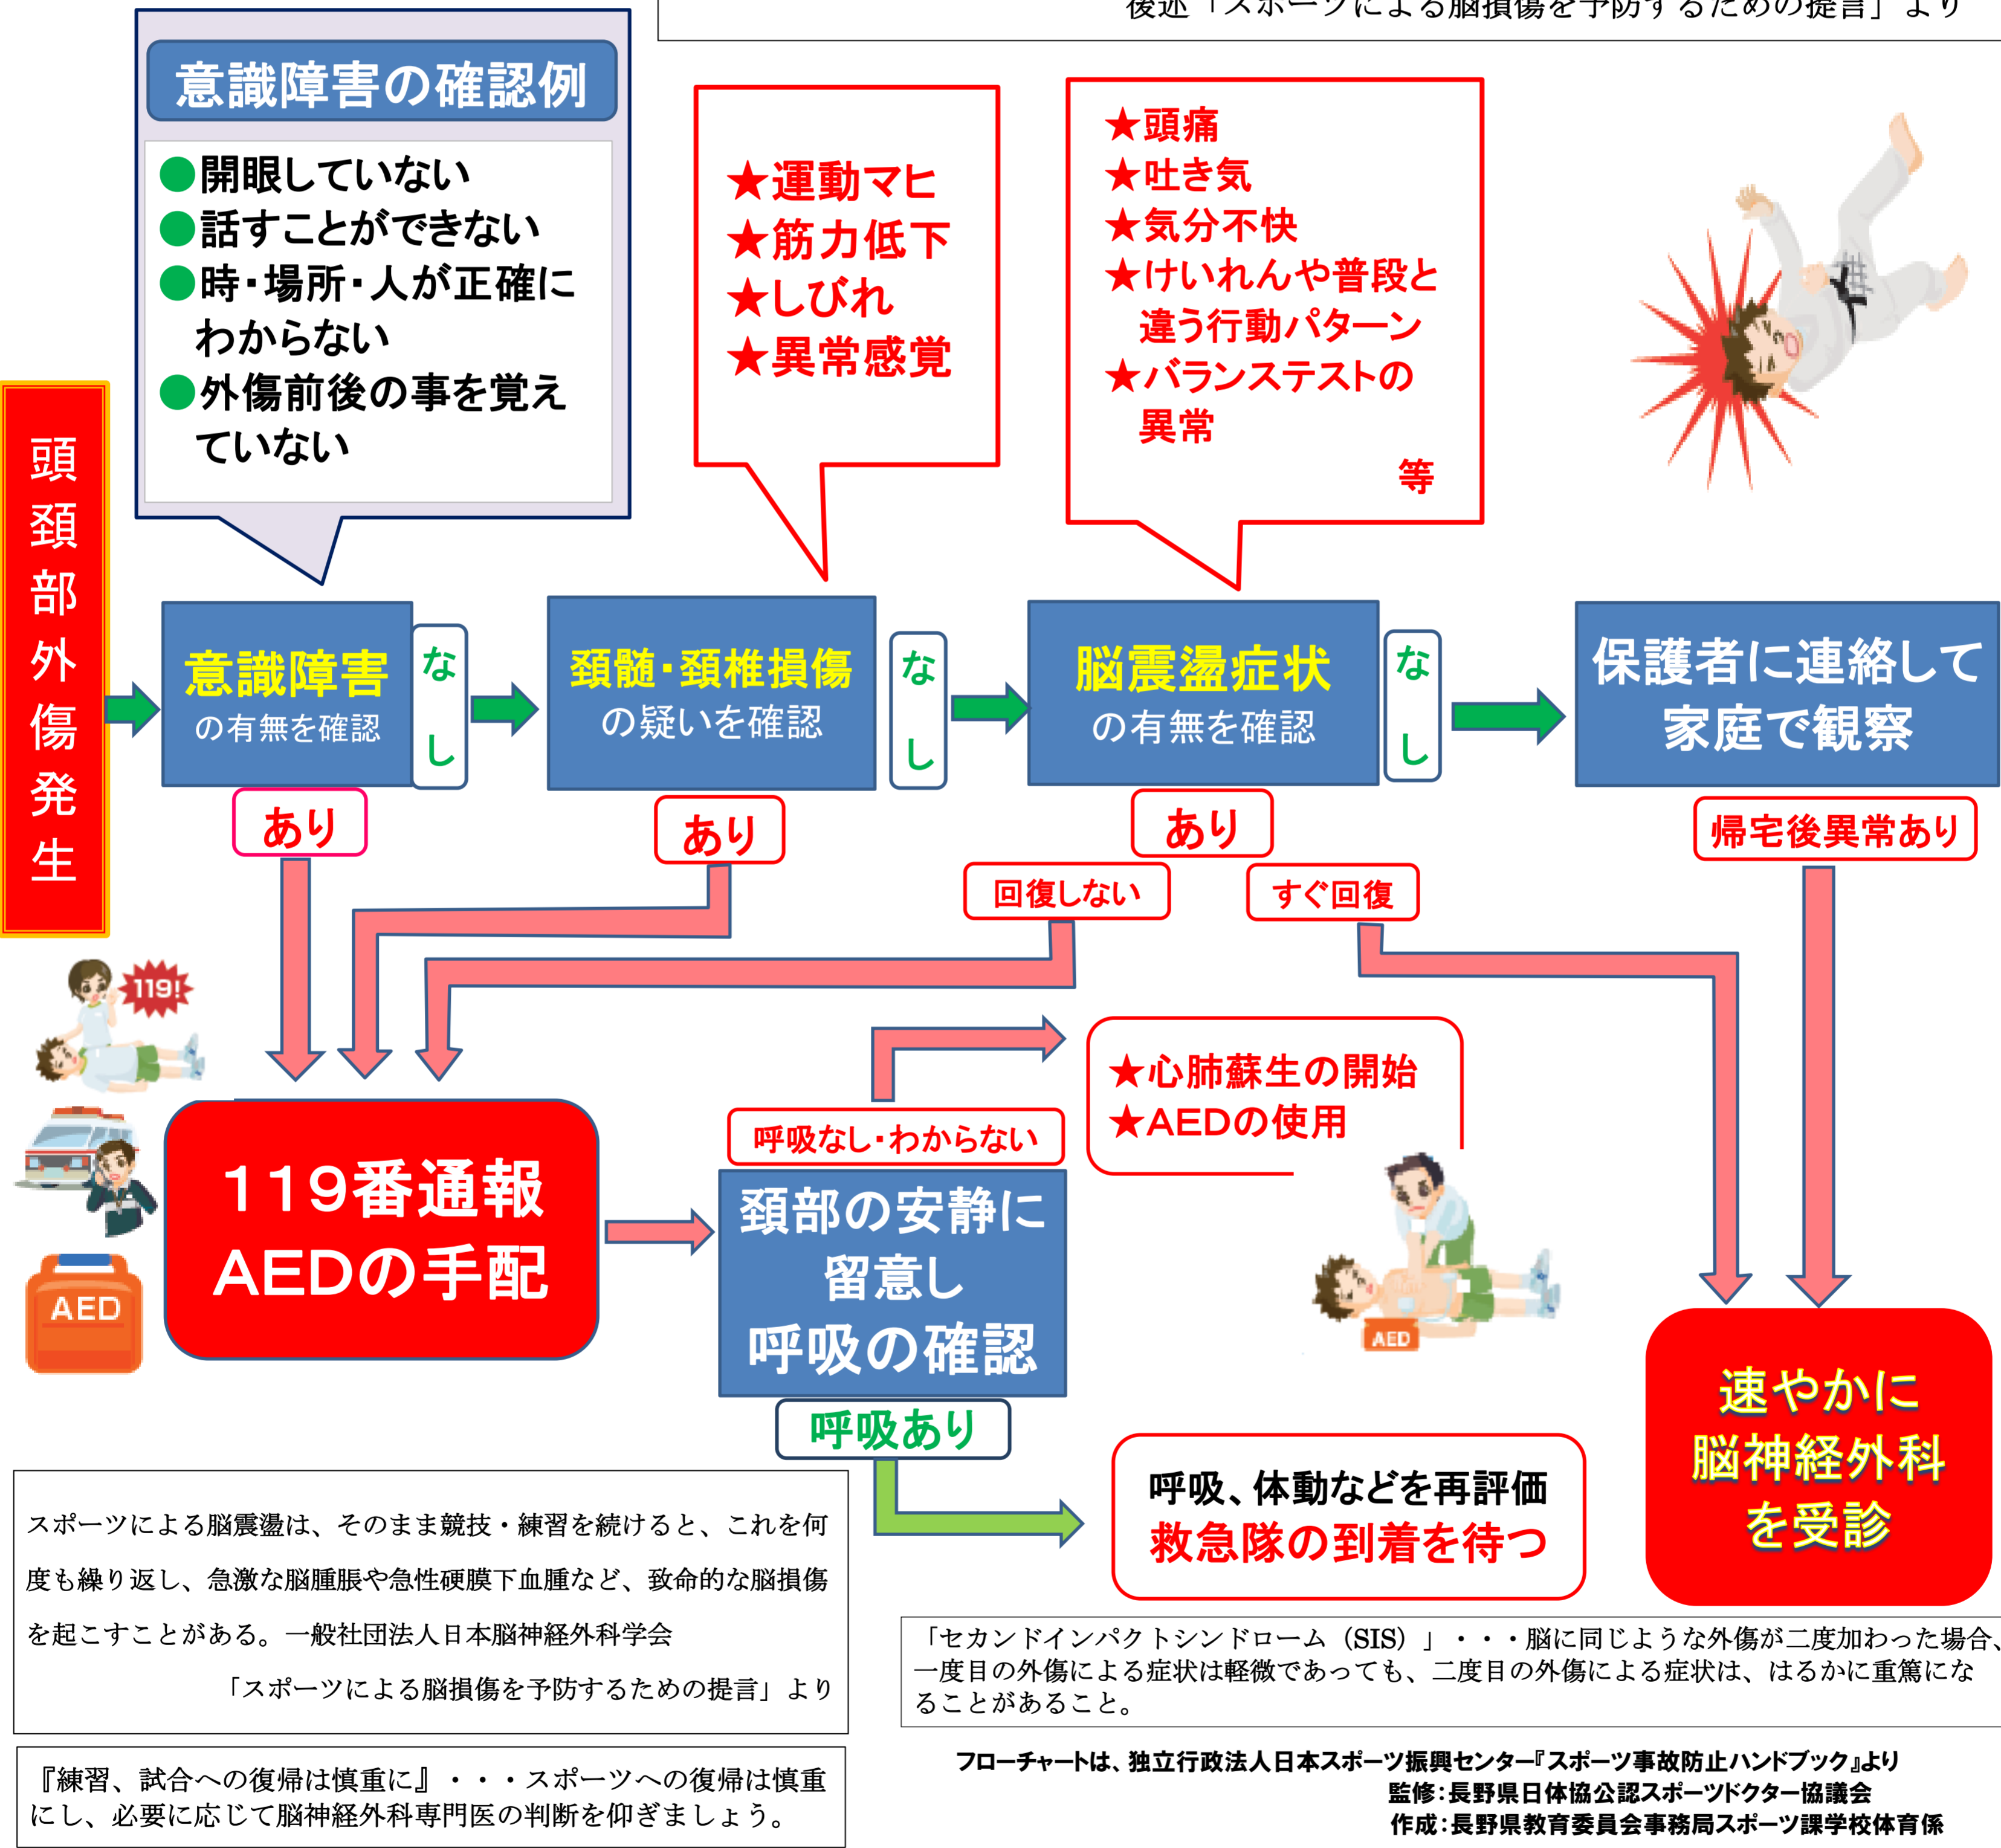 後述「スポーツによる脳損傷を予防するための提言」より
意識障害の確認例
●開眼していない
●話すことができない
●時・場所・人が正確に
わからない
●外傷前後の事を覚え
ていない
★運動マヒ
★筋力低下
★しびれ
★異常感覚
★頭痛
★吐き気
★気分不快
★けいれんや普段と
違う行動パターン
★バランステストの
異常
等
頭頚部外傷発生
意識障害
の有無を確認
なし
頚髄・頚椎損傷
の疑いを確認
なし
脳震盪症状
の有無を確認
なし
保護者に連絡して
家庭で観察
あり
あり
あり
帰宅後異常あり
回復しない
すぐ回復
119!
119番通報
AEDの手配
AED
呼吸なし・わからない
★心肺蘇生の開始
★AEDの使用
頚部の安静に
留意し
呼吸の確認
AED
呼吸あり
呼吸、体動などを再評価
救急隊の到着を待つ
速やかに
脳神経外科
を受診
スポーツによる脳震盪は、そのまま競技・練習を続けると、これを何
度も繰り返し、急激な脳腫脹や急性硬膜下血腫など、致命的な脳損傷
を起こすことがある。一般社団法人日本脳神経外科学会
「スポーツによる脳損傷を予防するための提言」より
「セカンドインパクトシンドローム（SIS）」・・・脳に同じような外傷が二度加わった場合、
一度目の外傷による症状は軽微であっても、二度目の外傷による症状は、はるかに重篤にな
ることがあること。
『練習、試合への復帰は慎重に』・・・スポーツへの復帰は慎重
にし、必要に応じて脳神経外科専門医の判断を仰ぎましょう。
フローチャートは、独立行政法人日本スポーツ振興センター『スポーツ事故防止ハンドブック』より
監修：長野県日体協公認スポーツドクター協議会
作成：長野県教育委員会事務局スポーツ課学校体育係